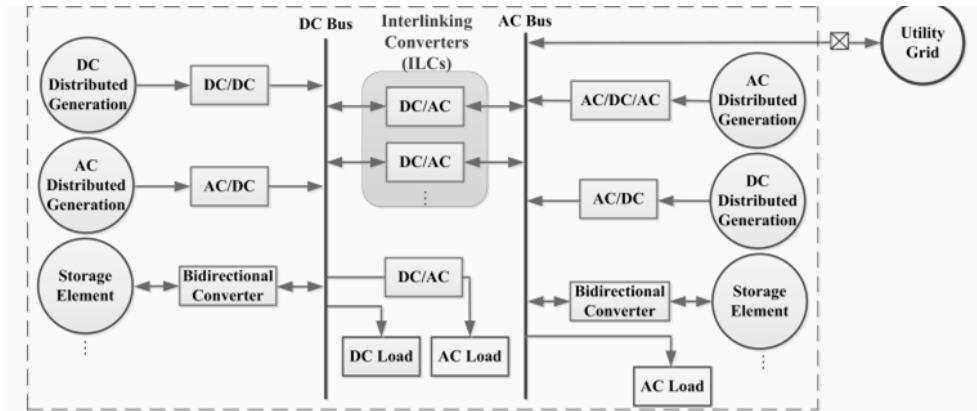 DC Bus
Interlinking
Converters
(ILCs)
AC Bus
Utility
Grid
DC
Distributed
Generation
DC/DC
DC/AC
AC/DC/AC
AC
Distributed
Generation
AC
Distributed
Generation
AC/DC
DC/AC
⋮
AC/DC
DC
Distributed
Generation
Storage
Element
⋮
Bidirectional
Converter
DC/AC
DC Load
AC Load
Bidirectional
Converter
Storage
Element
⋮
AC Load